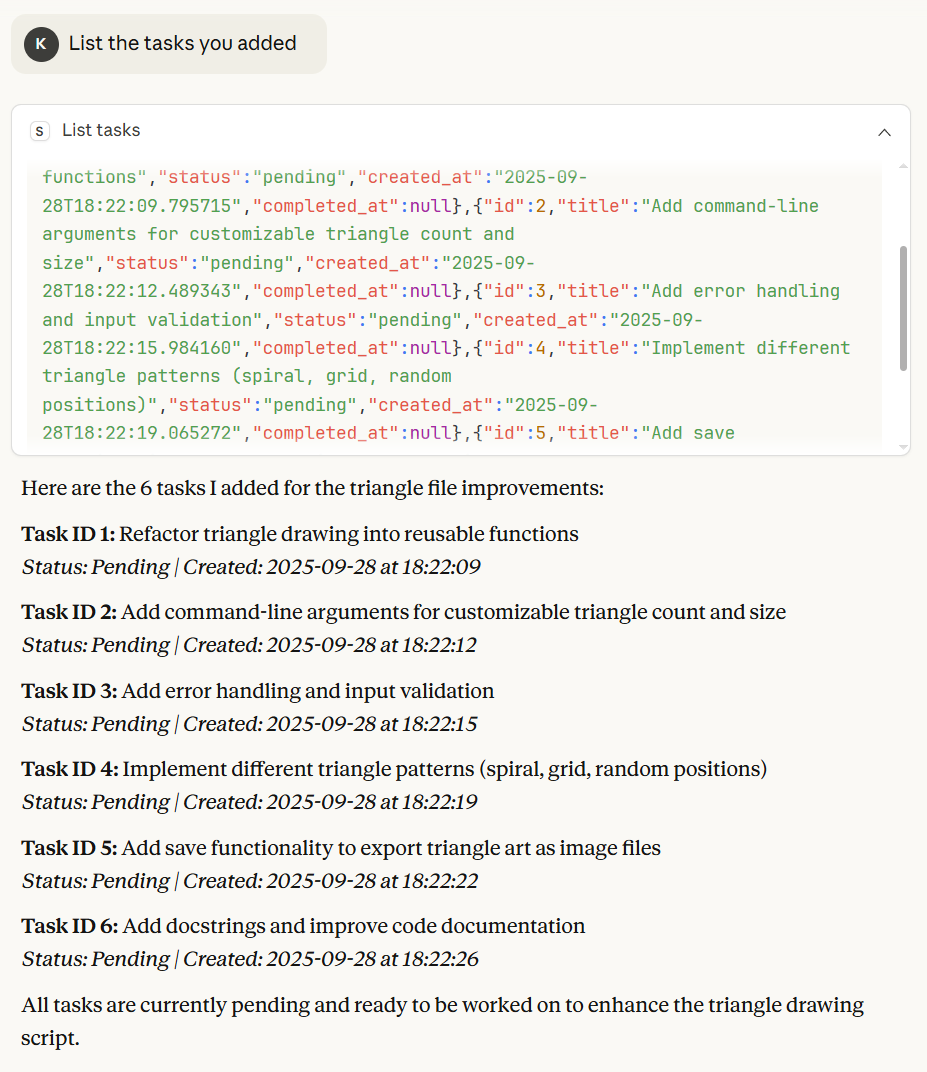 K List the tasks you added
S List tasks
functions","status":"pending","created_at":"2025-09-
28T18:22:09.795715","completed_at":null},{"id":2,"title":"Add command-line
arguments for customizable triangle count and
size","status":"pending","created_at":"2025-09-
28T18:22:12.489343","completed_at":null},{"id":3,"title":"Add error handling
and input validation","status":"pending","created_at":"2025-09-
28T18:22:15.984160","completed_at":null},{"id":4,"title":"Implement different
triangle patterns (spiral, grid, random
positions)","status":"pending","created_at":"2025-09-
28T18:22:19.065272","completed_at":null},{"id":5,"title":"Add save
Here are the 6 tasks I added for the triangle file improvements:
Task ID 1: Refactor triangle drawing into reusable functions
Status: Pending | Created: 2025-09-28 at 18:22:09
Task ID 2: Add command-line arguments for customizable triangle count and size
Status: Pending | Created: 2025-09-28 at 18:22:12
Task ID 3: Add error handling and input validation
Status: Pending | Created: 2025-09-28 at 18:22:15
Task ID 4: Implement different triangle patterns (spiral, grid, random positions)
Status: Pending | Created: 2025-09-28 at 18:22:19
Task ID 5: Add save functionality to export triangle art as image files
Status: Pending | Created: 2025-09-28 at 18:22:22
Task ID 6: Add docstrings and improve code documentation
Status: Pending | Created: 2025-09-28 at 18:22:26
All tasks are currently pending and ready to be worked on to enhance the triangle drawing
script.